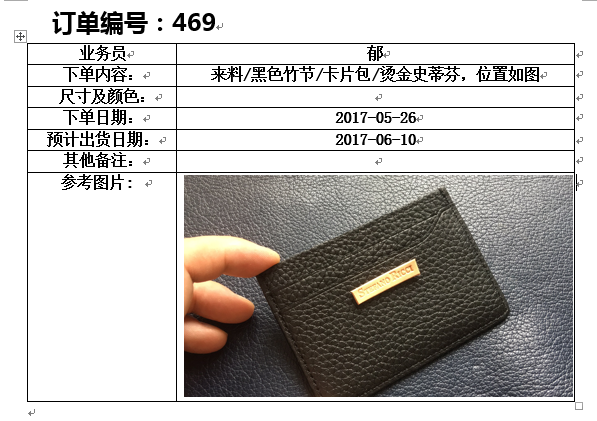 订单编号：469
业务员 郁
下单内容： 来料/黑色竹节/卡片包/烫金史蒂芬，位置如图
尺寸及颜色：
下单日期： 2017-05-26
预计出货日期： 2017-06-10
其他备注：
参考图片：
STEFANO RICCI